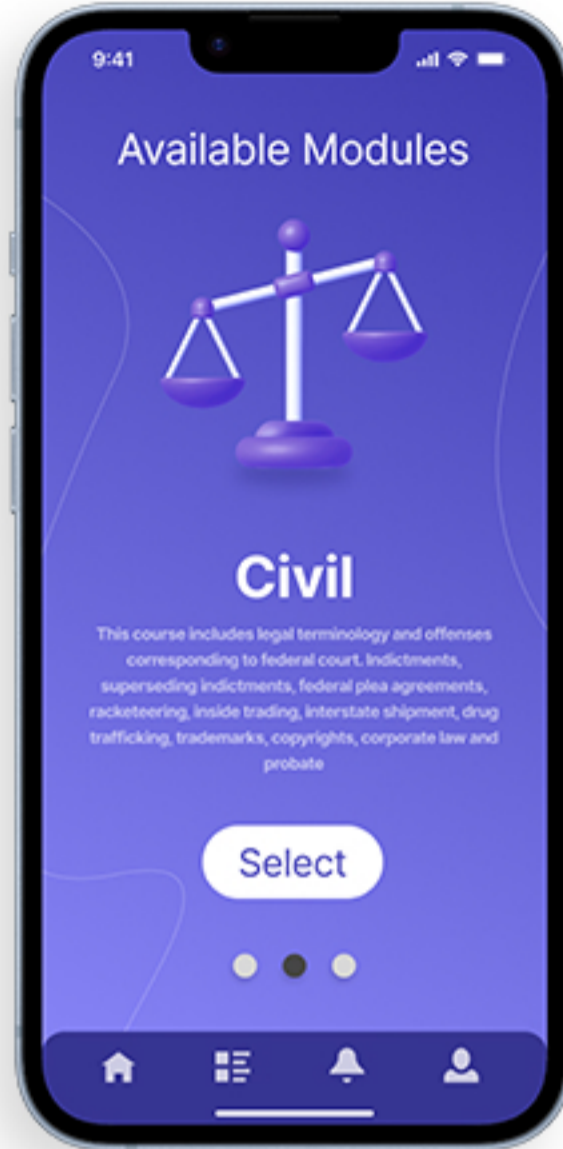 9:41
Available Modules
Civil
This course includes legal terminology and offenses
corresponding to federal court. Indictments,
superseding indictments, federal plea agreements,
racketeering, inside trading, interstate shipment, drug
trafficking, trademarks, copyrights, corporate law and
probate
Select